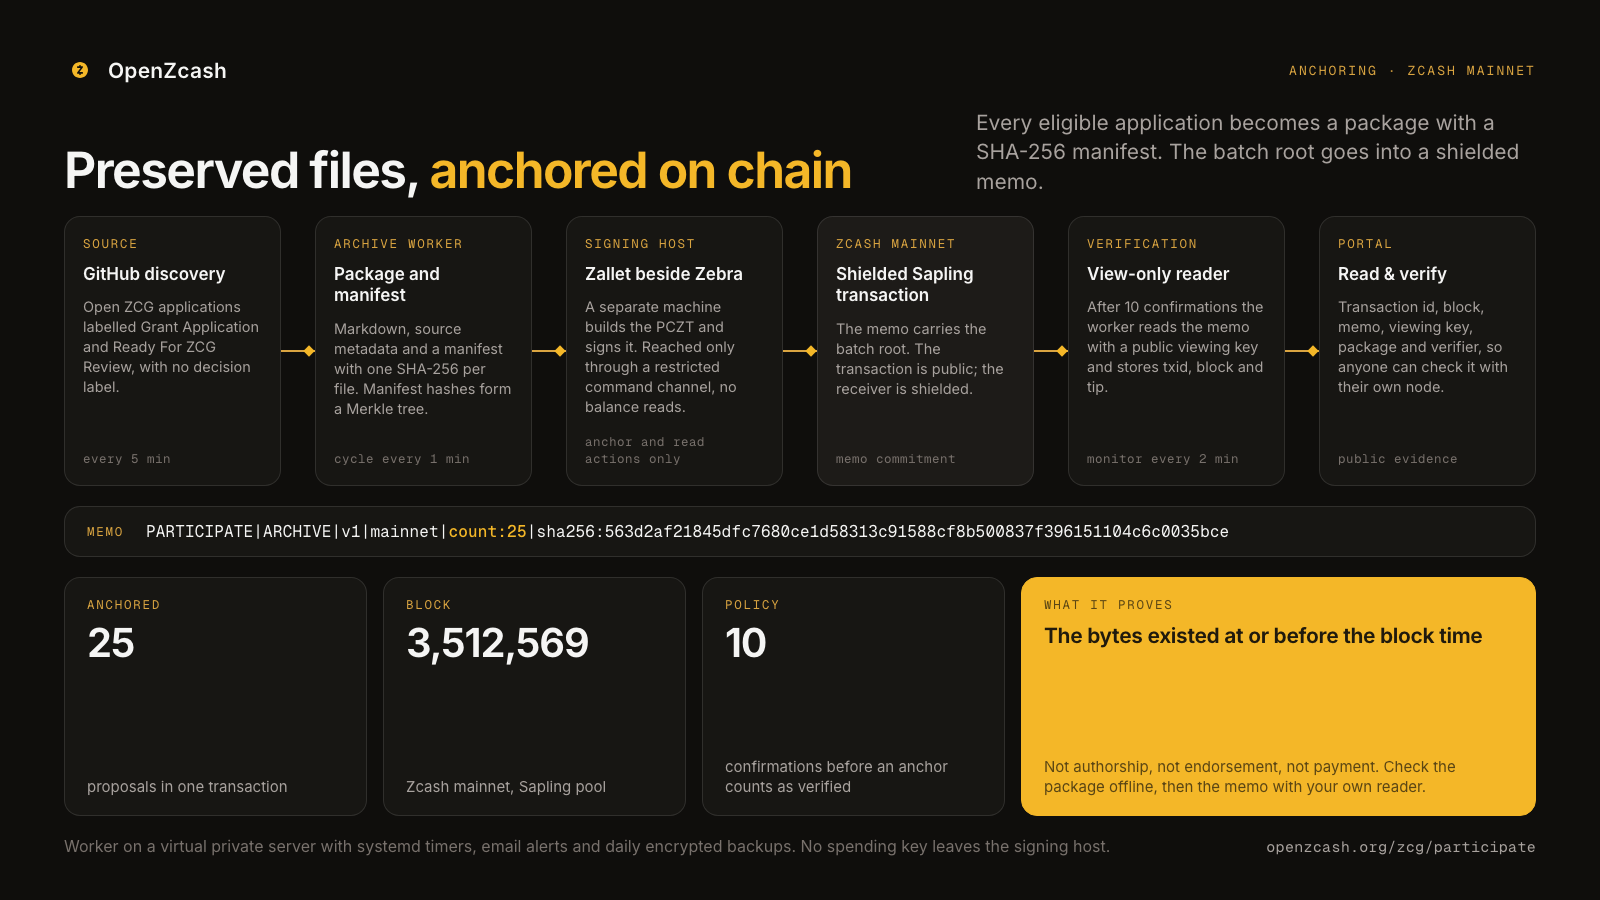 OpenZcash
ANCHORING · ZCASH MAINNET
Preserved files, anchored on chain
Every eligible application becomes a package with a
SHA-256 manifest. The batch root goes into a shielded
memo.
SOURCE
GitHub discovery
Open ZCG applications
labelled Grant Application
and Ready For ZCG
Review, with no decision
label.
every 5 min
ARCHIVE WORKER
Package and
manifest
Markdown, source
metadata and a manifest
with one SHA-256 per
file. Manifest hashes form
a Merkle tree.
cycle every 1 min
SIGNING HOST
Zallet beside Zebra
A separate machine
builds the PCZT and
signs it. Reached only
through a restricted
command channel, no
balance reads.
anchor and read
actions only
ZCASH MAINNET
Shielded Sapling
transaction
The memo carries the
batch root. The
transaction is public; the
receiver is shielded.
memo commitment
VERIFICATION
View-only reader
After 10 confirmations the
worker reads the memo
with a public viewing key
and stores txid, block and
tip.
monitor every 2 min
PORTAL
Read & verify
Transaction id, block,
memo, viewing key,
package and verifier, so
anyone can check it with
their own node.
public evidence
MEMO PARTICIPATE|ARCHIVE|v1|mainnet|count:25|sha256:563d2af21845dfc7680ce1d58313c91588cf8b500837f396151104c6c0035bce
ANCHORED
25
proposals in one transaction
BLOCK
3,512,569
Zcash mainnet, Sapling pool
POLICY
10
confirmations before an anchor
counts as verified
WHAT IT PROVES
The bytes existed at or before the block time
Not authorship, not endorsement, not payment. Check the
package offline, then the memo with your own reader.
Worker on a virtual private server with systemd timers, email alerts and daily encrypted backups. No spending key leaves the signing host.
openzcash.org/zcg/participate